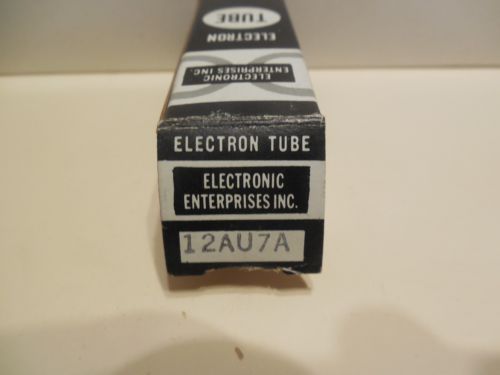 TUBE
ELECTRON
ELECTRONIC
ENTERPRISES INC.
ELECTRON TUBE
ELECTRONIC
ENTERPRISES INC.
12AU7A